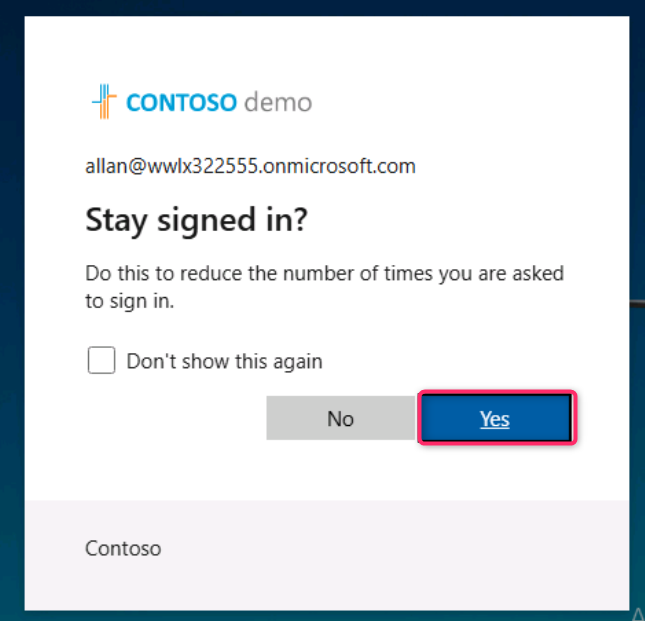 CONTOSO demo
allan@wwlx322555.onmicrosoft.com
Stay signed in?
Do this to reduce the number of times you are asked
to sign in.
Don't show this again
No
Yes
Contoso